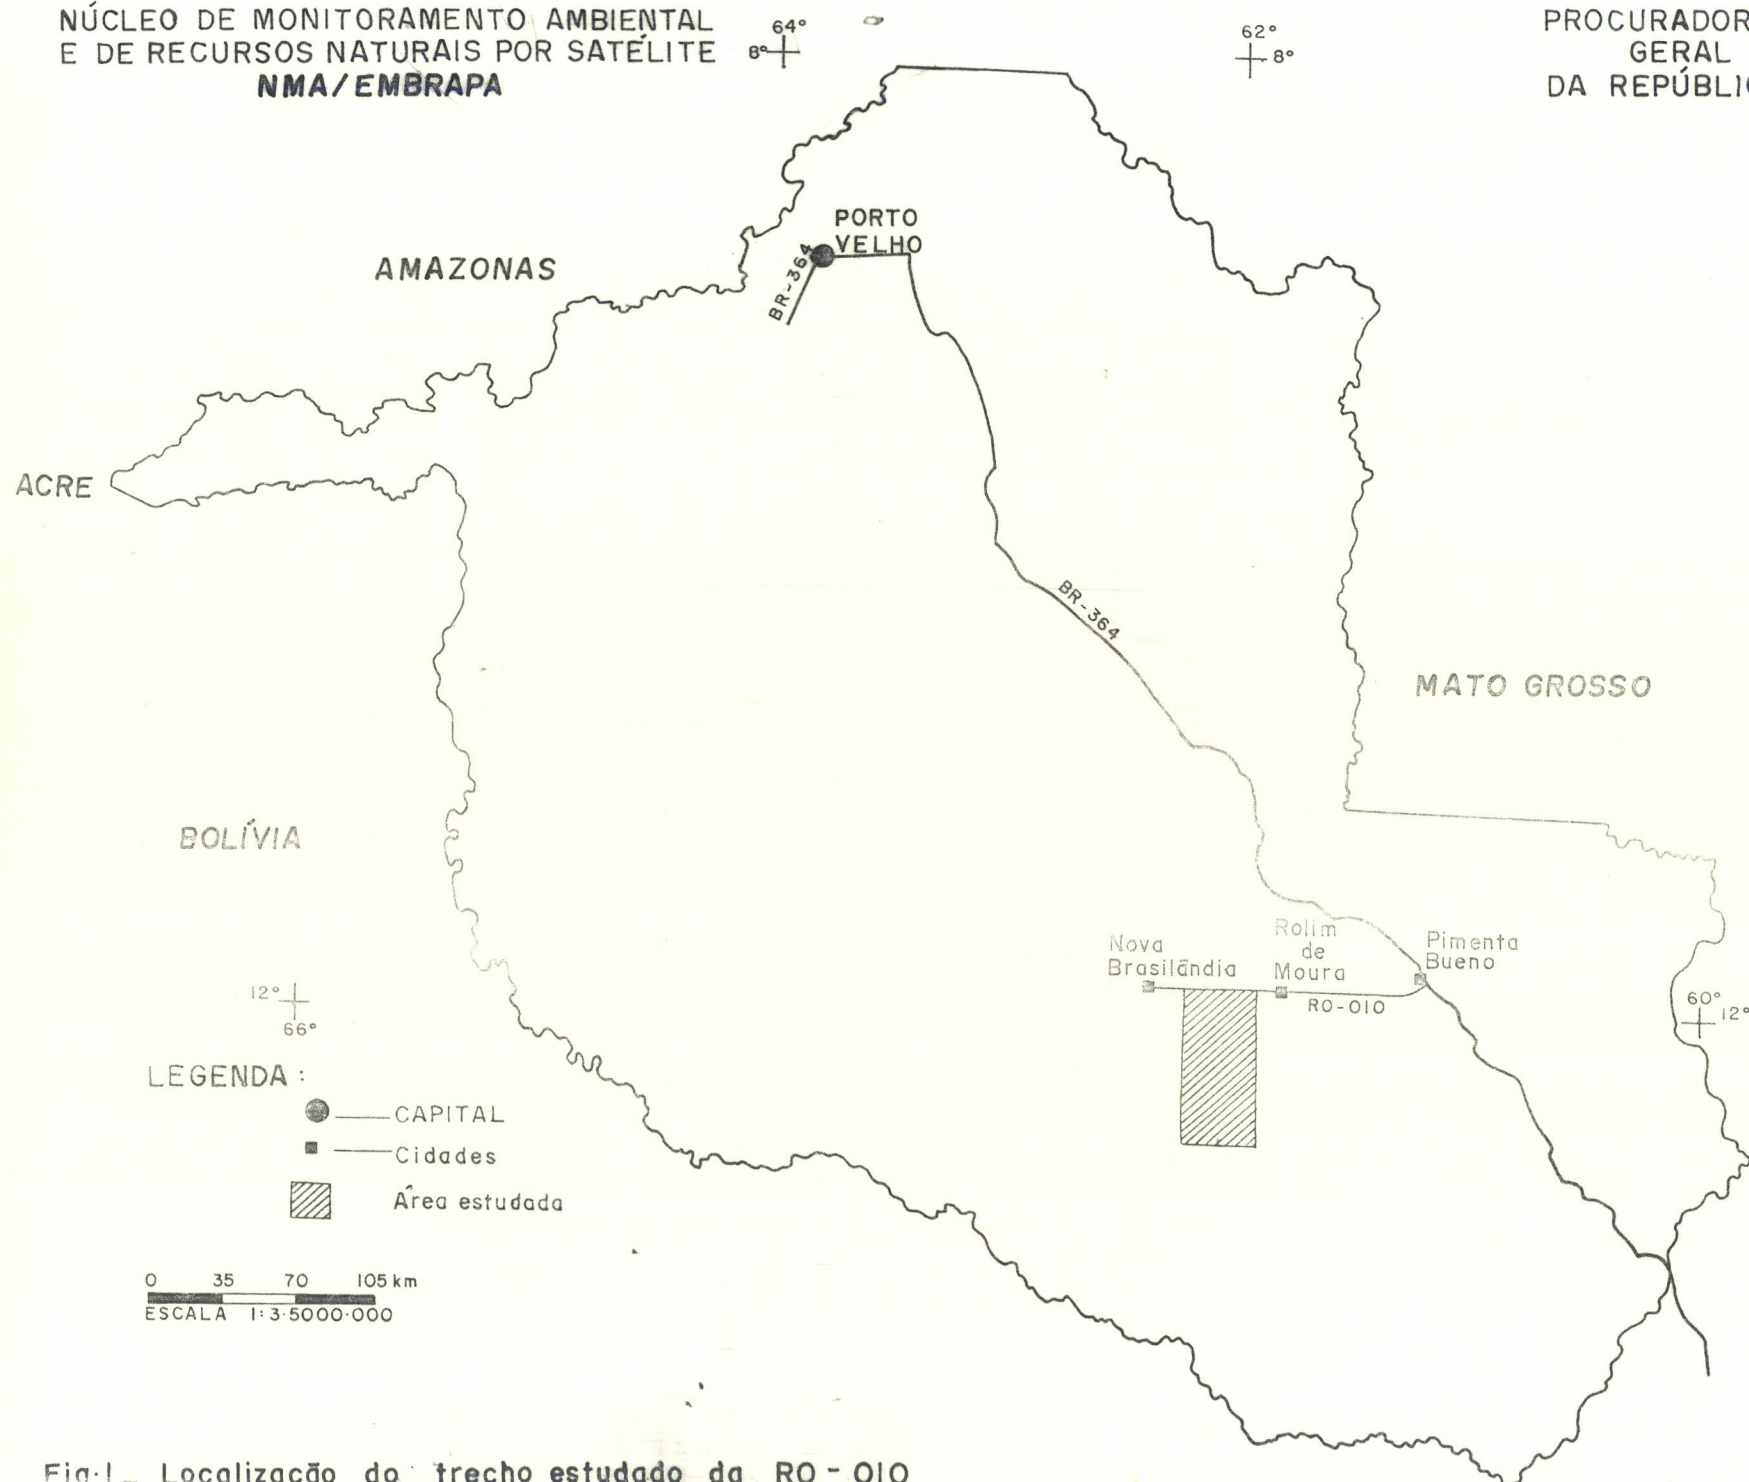 NÚCLEO DE MONITORAMENTO AMBIENTAL
E DE RECURSOS NATURAIS POR SATÉLITE
NMA/EMBRAPA
64°
8°
62°
8°
GERAL
PORTO
VELHO
BR-364
AMAZONAS
ACRE
BR-364
MATO GROSSO
BOLÍVIA
Nova
Brasilândia
Rolim
de
Moura
Pimenta
Bueno
RO-010
12°
66°
60°
12°
LEGENDA :
CAPITAL
Cidades
Área estudada
0 35 70 105 km
ESCALA 1:3.5000.000
Fig.1_ Localização do trecho estudado da RO-010